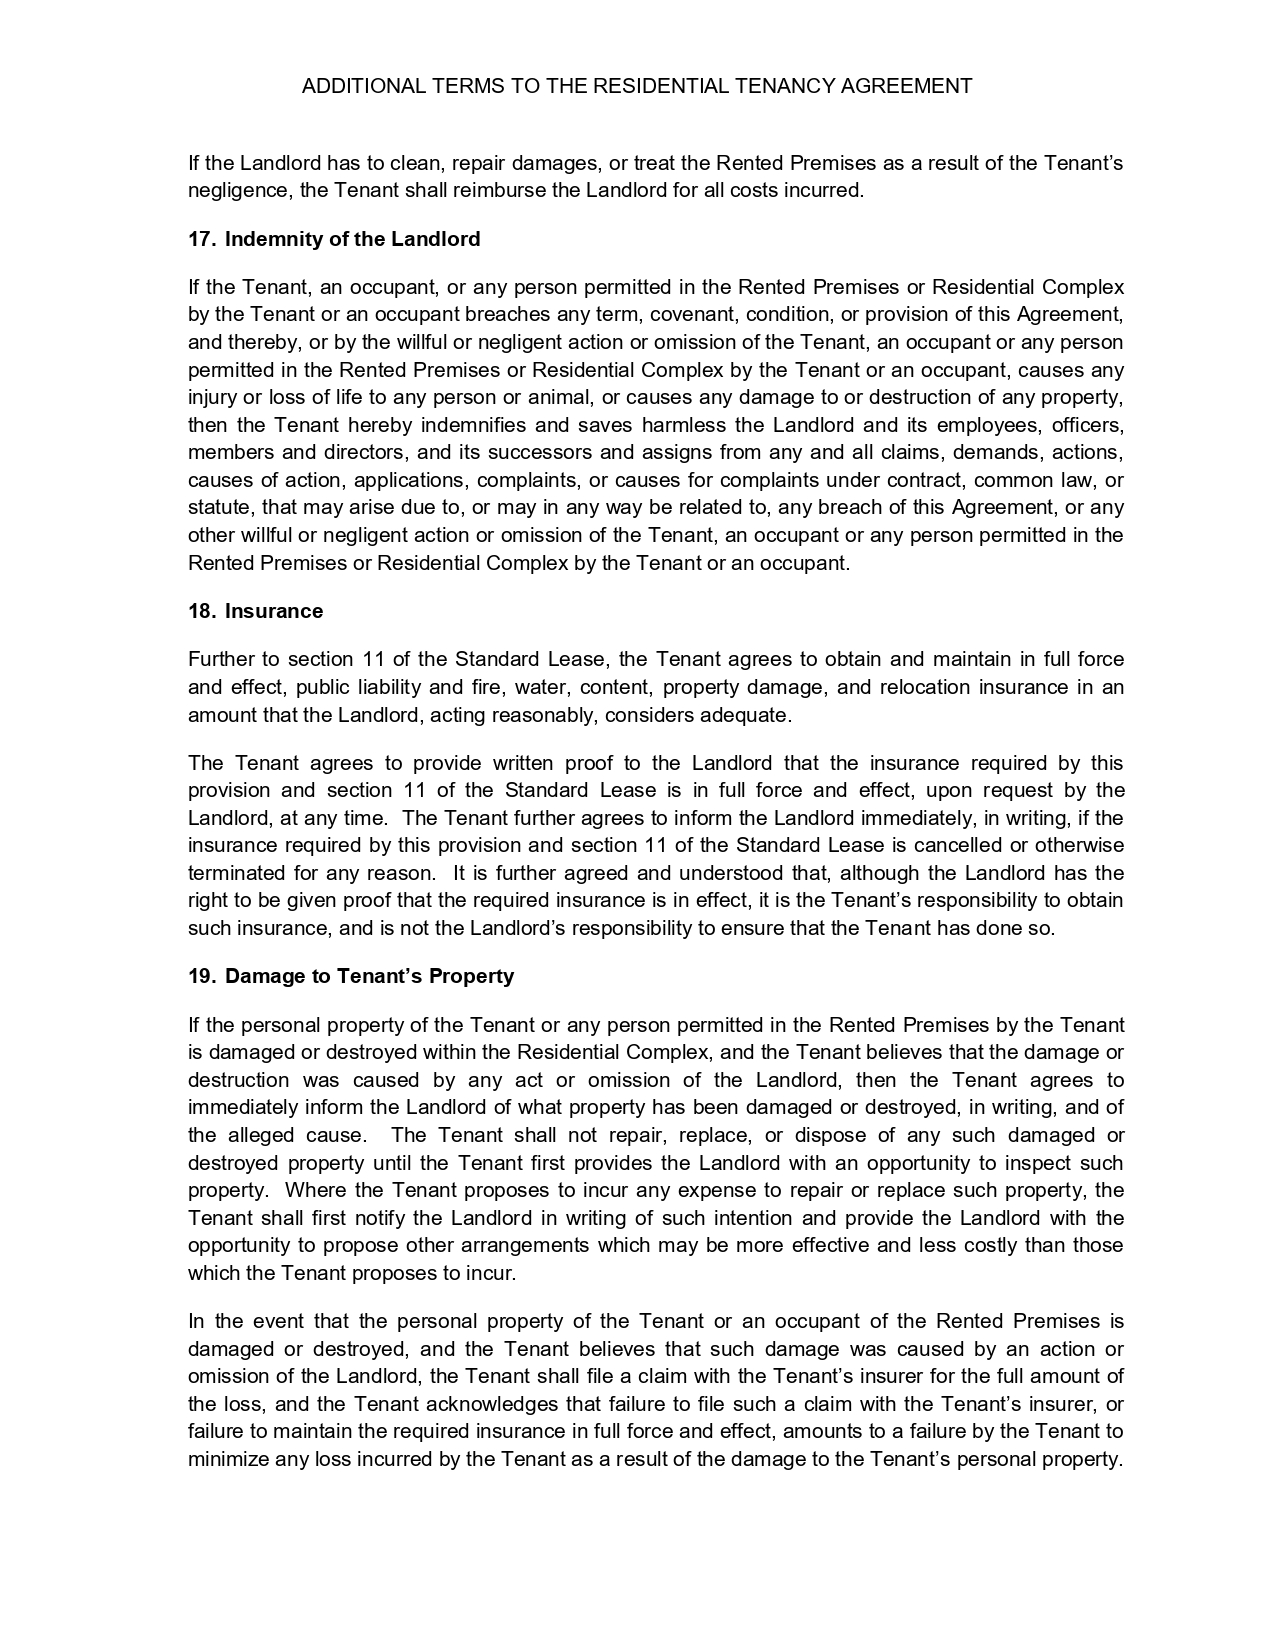 ADDITIONAL TERMS TO THE RESIDENTIAL TENANCY AGREEMENT
If the Landlord has to clean, repair damages, or treat the Rented Premises as a result of the Tenant’s
negligence, the Tenant shall reimburse the Landlord for all costs incurred.
17. Indemnity of the Landlord
If the Tenant, an occupant, or any person permitted in the Rented Premises or Residential Complex
by the Tenant or an occupant breaches any term, covenant, condition, or provision of this Agreement,
and thereby, or by the willful or negligent action or omission of the Tenant, an occupant or any person
permitted in the Rented Premises or Residential Complex by the Tenant or an occupant, causes any
injury or loss of life to any person or animal, or causes any damage to or destruction of any property,
then the Tenant hereby indemnifies and saves harmless the Landlord and its employees, officers,
members and directors, and its successors and assigns from any and all claims, demands, actions,
causes of action, applications, complaints, or causes for complaints under contract, common law, or
statute, that may arise due to, or may in any way be related to, any breach of this Agreement, or any
other willful or negligent action or omission of the Tenant, an occupant or any person permitted in the
Rented Premises or Residential Complex by the Tenant or an occupant.
18. Insurance
Further to section 11 of the Standard Lease, the Tenant agrees to obtain and maintain in full force
and effect, public liability and fire, water, content, property damage, and relocation insurance in an
amount that the Landlord, acting reasonably, considers adequate.
The Tenant agrees to provide written proof to the Landlord that the insurance required by this
provision and section 11 of the Standard Lease is in full force and effect, upon request by the
Landlord, at any time. The Tenant further agrees to inform the Landlord immediately, in writing, if the
insurance required by this provision and section 11 of the Standard Lease is cancelled or otherwise
terminated for any reason. It is further agreed and understood that, although the Landlord has the
right to be given proof that the required insurance is in effect, it is the Tenant’s responsibility to obtain
such insurance, and is not the Landlord’s responsibility to ensure that the Tenant has done so.
19. Damage to Tenant’s Property
If the personal property of the Tenant or any person permitted in the Rented Premises by the Tenant
is damaged or destroyed within the Residential Complex, and the Tenant believes that the damage or
destruction was caused by any act or omission of the Landlord, then the Tenant agrees to
immediately inform the Landlord of what property has been damaged or destroyed, in writing, and of
the alleged cause. The Tenant shall not repair, replace, or dispose of any such damaged or
destroyed property until the Tenant first provides the Landlord with an opportunity to inspect such
property. Where the Tenant proposes to incur any expense to repair or replace such property, the
Tenant shall first notify the Landlord in writing of such intention and provide the Landlord with the
opportunity to propose other arrangements which may be more effective and less costly than those
which the Tenant proposes to incur.
In the event that the personal property of the Tenant or an occupant of the Rented Premises is
damaged or destroyed, and the Tenant believes that such damage was caused by an action or
omission of the Landlord, the Tenant shall file a claim with the Tenant’s insurer for the full amount of
the loss, and the Tenant acknowledges that failure to file such a claim with the Tenant’s insurer, or
failure to maintain the required insurance in full force and effect, amounts to a failure by the Tenant to
minimize any loss incurred by the Tenant as a result of the damage to the Tenant’s personal property.